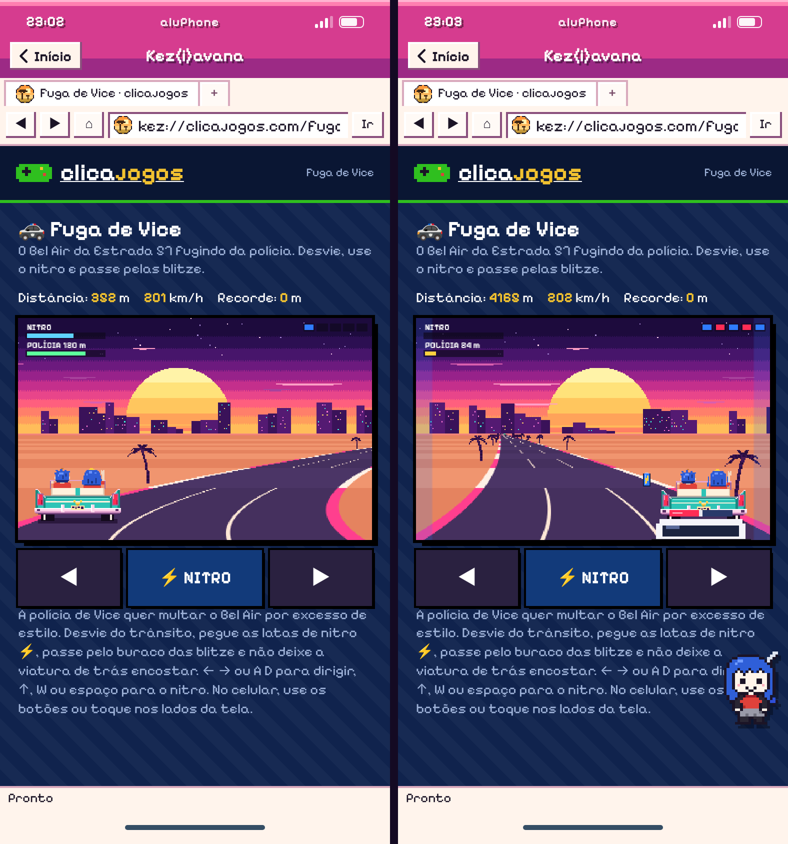 23:02
aluPhone
Início
Kez{i}avana
Fuga de Vice · clicajogos
+
kez://clicajogos.com/fuga
Ir
clicajogos
Fuga de Vice
Fuga de Vice
O Bel Air da Estrada 57 fugindo da polícia. Desvie, use
o nitro e passe pelas blitze.
Distância: 388 m 201 km/h Recorde: 0 m
NITRO
POLÍCIA 120 m
NITRO
A polícia de Vice quer multar o Bel Air por excesso de
estilo. Desvie do trânsito, pegue as latas de nitro
⚡, passe pelo buraco das blitze e não deixe a
viatura de trás encostar. ← → ou A D para dirigir,
↑, W ou espaço para o nitro. No celular, use os
botões ou toque nos lados da tela.
Pronto
23:03
aluPhone
Início
Kez{i}avana
Fuga de Vice · clicajogos
+
kez://clicajogos.com/fuga
Ir
clicajogos
Fuga de Vice
Fuga de Vice
O Bel Air da Estrada 57 fugindo da polícia. Desvie, use
o nitro e passe pelas blitze.
Distância: 4168 m 202 km/h Recorde: 0 m
NITRO
POLÍCIA 24 m
NITRO
A polícia de Vice quer multar o Bel Air por excesso de
estilo. Desvie do trânsito, pegue as latas de nitro
⚡, passe pelo buraco das blitze e não deixe a
viatura de trás encostar. ← → ou A D para di
↑, W ou espaço para o nitro. No celular, use os
botões ou toque nos lados da tela.
Pronto